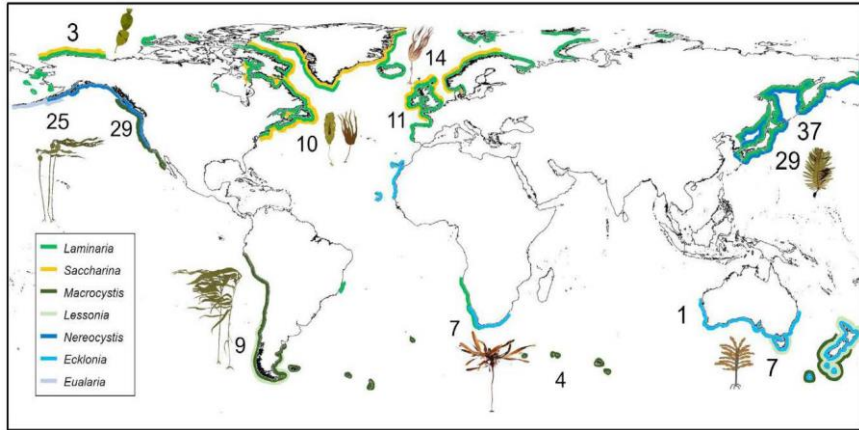 3
14
25
29
10
11
37
29
Laminaria
Saccharina
Macrocystis
Lessonia
Nereocystis
Ecklonia
Eualaria
9
7
4
1
7